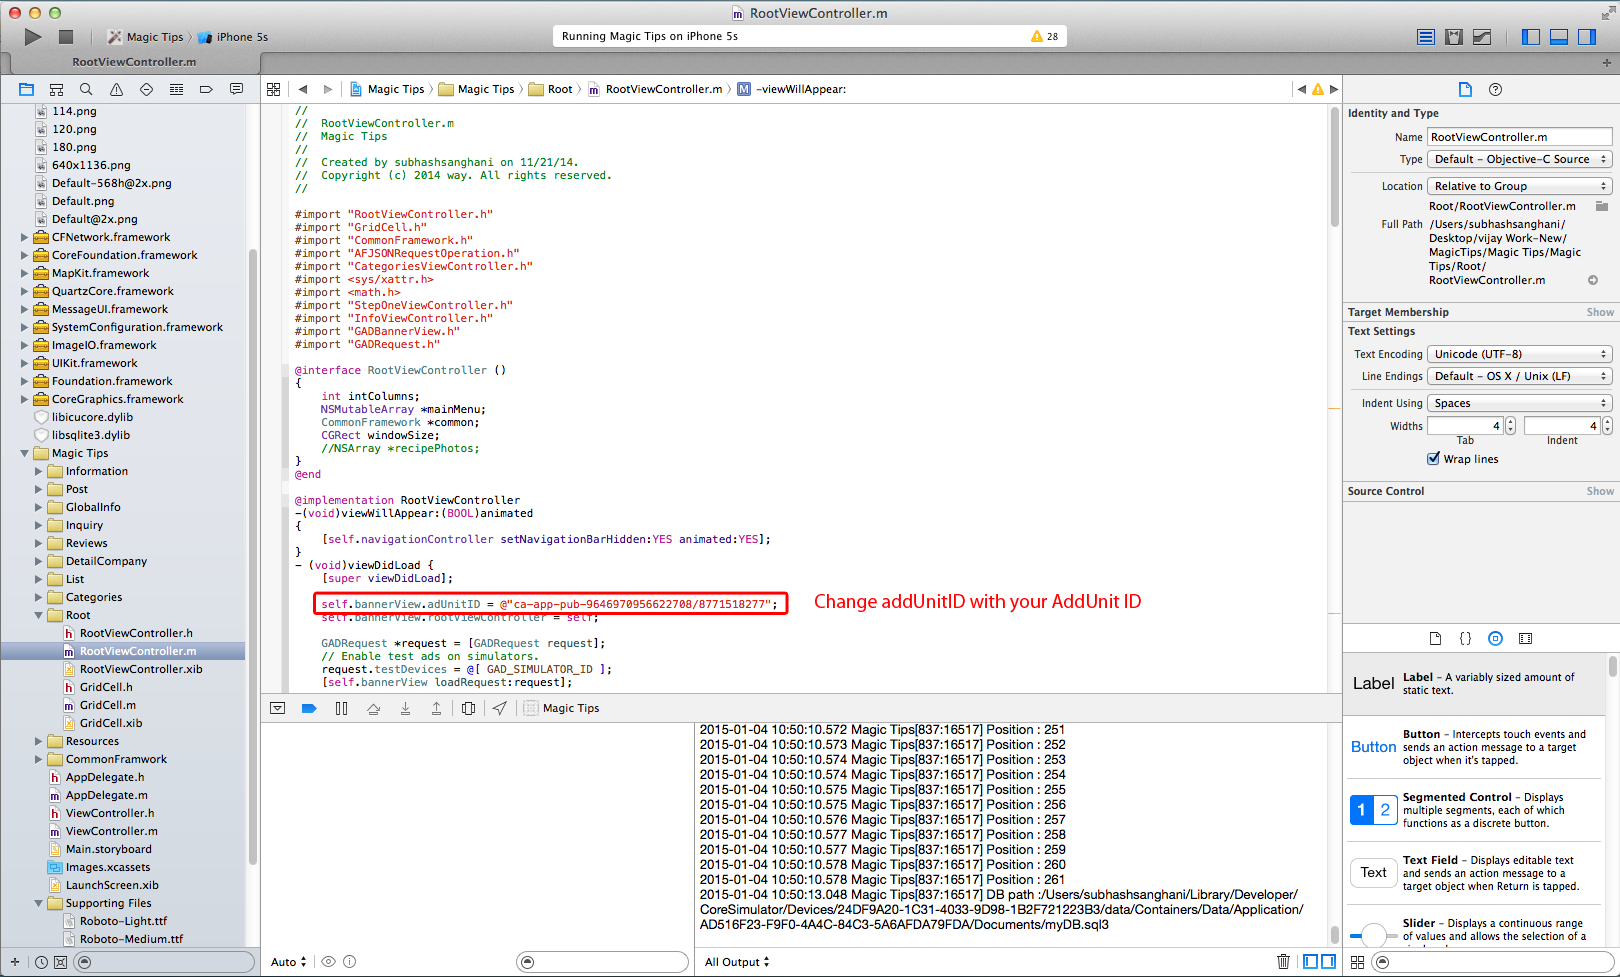 RootViewController.m
Magic Tips
iPhone 5s
Running Magic Tips on iPhone 5s
28
RootViewController.m
Magic Tips
Magic Tips
Root
RootViewController.m
M
-viewWillAppear:
114.png
120.png
180.png
640x1136.png
Default-568h@2x.png
Default.png
Default@2x.png
CFNetwork.framework
CoreFoundation.framework
MapKit.framework
QuartzCore.framework
MessageUI.framework
SystemConfiguration.framework
ImageIO.framework
UIKit.framework
Foundation.framework
CoreGraphics.framework
libicucore.dylib
libsqlite3.dylib
Magic Tips
Information
Post
GlobalInfo
Inquiry
Reviews
DetailCompany
List
Categories
Root
RootViewController.h
RootViewController.m
RootViewController.xib
GridCell.h
GridCell.m
GridCell.xib
Resources
CommonFramwork
AppDelegate.h
AppDelegate.m
ViewController.h
ViewController.m
Main.storyboard
Images.xcassets
LaunchScreen.xib
Supporting Files
Roboto-Light.ttf
Roboto-Medium.ttf
//
//  RootViewController.m
//  Magic Tips
//
//  Created by subhashsanghani on 11/21/14.
//  Copyright (c) 2014 way. All rights reserved.
//
#import "RootViewController.h"
#import "GridCell.h"
#import "CommonFramework.h"
#import "AFJSONRequestOperation.h"
#import "CategoriesViewController.h"
#import <sys/xattr.h>
#import <math.h>
#import "StepOneViewController.h"
#import "InfoViewController.h"
#import "GADBannerView.h"
#import "GADRequest.h"
@interface RootViewController ()
{
int intColumns;
NSMutableArray *mainMenu;
CommonFramework *common;
CGRect windowSize;
//NSArray *recipePhotos;
}
@end
@implementation RootViewController
-(void)viewWillAppear:(BOOL)animated
{
[self.navigationController setNavigationBarHidden:YES animated:YES];
}
- (void)viewDidLoad {
[super viewDidLoad];
self.bannerView.adUnitID = @"ca-app-pub-9646970956622708/8771518277";
Change addUnitID with your AddUnit ID
self.bannerView.rootViewController = self;
GADRequest *request = [GADRequest request];
// Enable test ads on simulators.
request.testDevices = @[ GAD_SIMULATOR_ID ];
[self.bannerView loadRequest:request];
Magic Tips
2015-01-04 10:50:10.572 Magic Tips[837:16517] Position : 251
2015-01-04 10:50:10.573 Magic Tips[837:16517] Position : 252
2015-01-04 10:50:10.574 Magic Tips[837:16517] Position : 253
2015-01-04 10:50:10.574 Magic Tips[837:16517] Position : 254
2015-01-04 10:50:10.575 Magic Tips[837:16517] Position : 255
2015-01-04 10:50:10.575 Magic Tips[837:16517] Position : 256
2015-01-04 10:50:10.576 Magic Tips[837:16517] Position : 257
2015-01-04 10:50:10.577 Magic Tips[837:16517] Position : 258
2015-01-04 10:50:10.577 Magic Tips[837:16517] Position : 259
2015-01-04 10:50:10.578 Magic Tips[837:16517] Position : 260
2015-01-04 10:50:10.578 Magic Tips[837:16517] Position : 261
2015-01-04 10:50:13.048 Magic Tips[837:16517] DB path :/Users/subhashsanghani/Library/Developer/
CoreSimulator/Devices/24DF9A20-1C31-4033-9D98-1B2F721223B3/data/Containers/Data/Application/
AD516F23-F9F0-4A4C-84C3-5A6AFDA79FDA/Documents/myDB.sql3
Auto
All Output
Identity and Type
Name RootViewController.m
Type Default - Objective-C Source
Location Relative to Group
Root/RootViewController.m
Full Path /Users/subhashsanghani/
Desktop/vijay Work-New/
MagicTips/Magic Tips/Magic
Tips/Root/
RootViewController.m
Target Membership Show
Text Settings
Text Encoding Unicode (UTF-8)
Line Endings Default - OS X / Unix (LF)
Indent Using Spaces
Widths 4 4
Tab Indent
Wrap lines
Source Control Show
Label
Label - A variably sized amount of
static text.
Button
Button - Intercepts touch events and
sends an action message to a target
object when it's tapped.
1 2
Segmented Control - Displays
multiple segments, each of which
functions as a discrete button.
Text
Text Field - Displays editable text
and sends an action message to a
target object when Return is tapped.
Slider - Displays a continuous range
of values and allows the selection of a